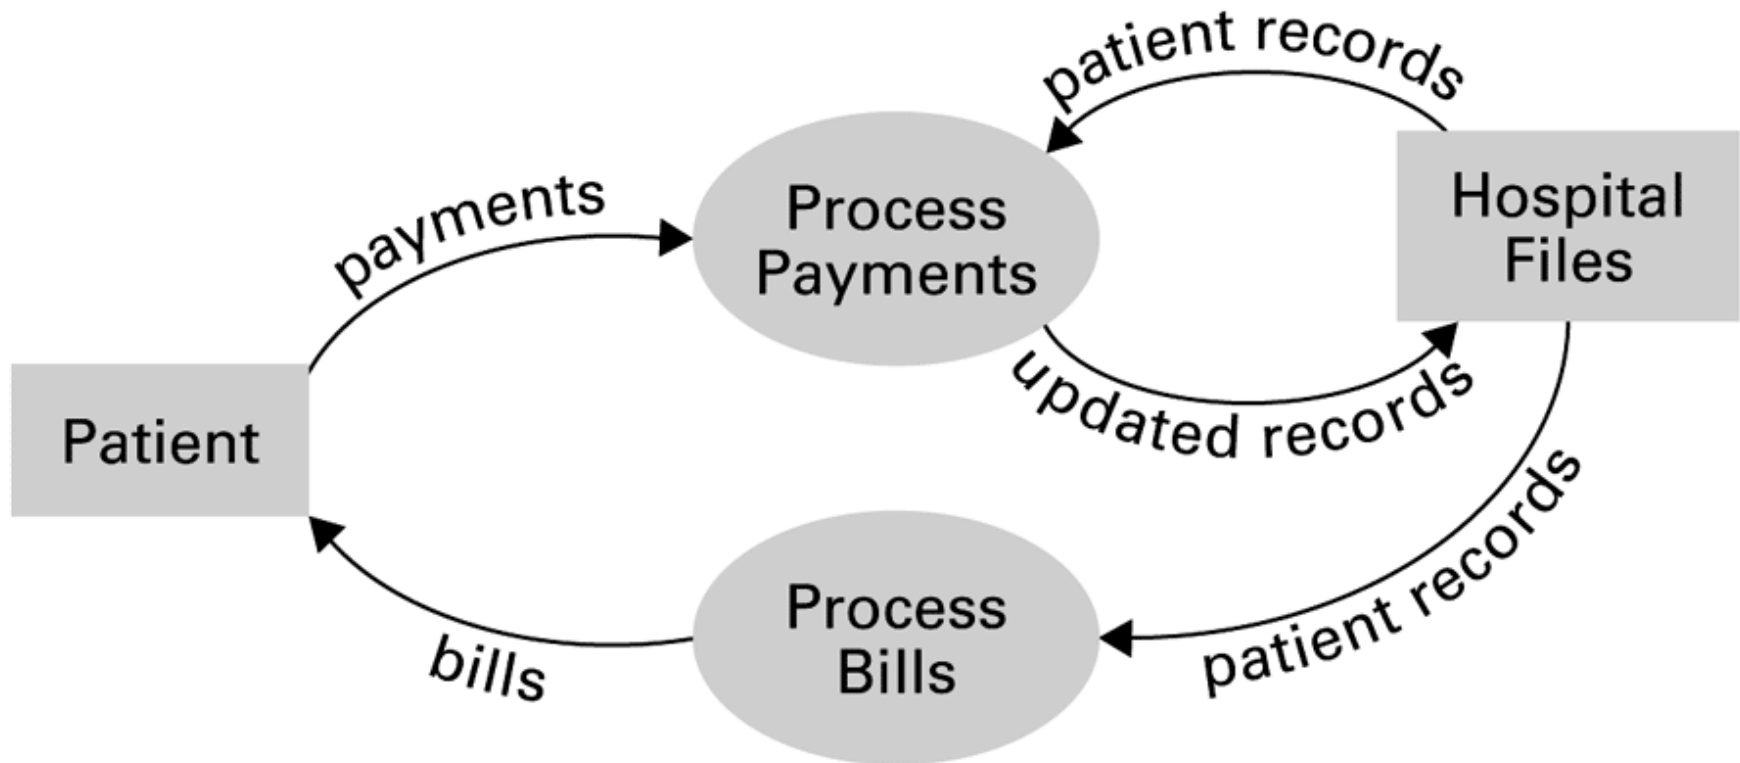 patient records
payments
Process
Payments
Hospital
Files
updated records
Patient
patient records
Process
Bills
bills